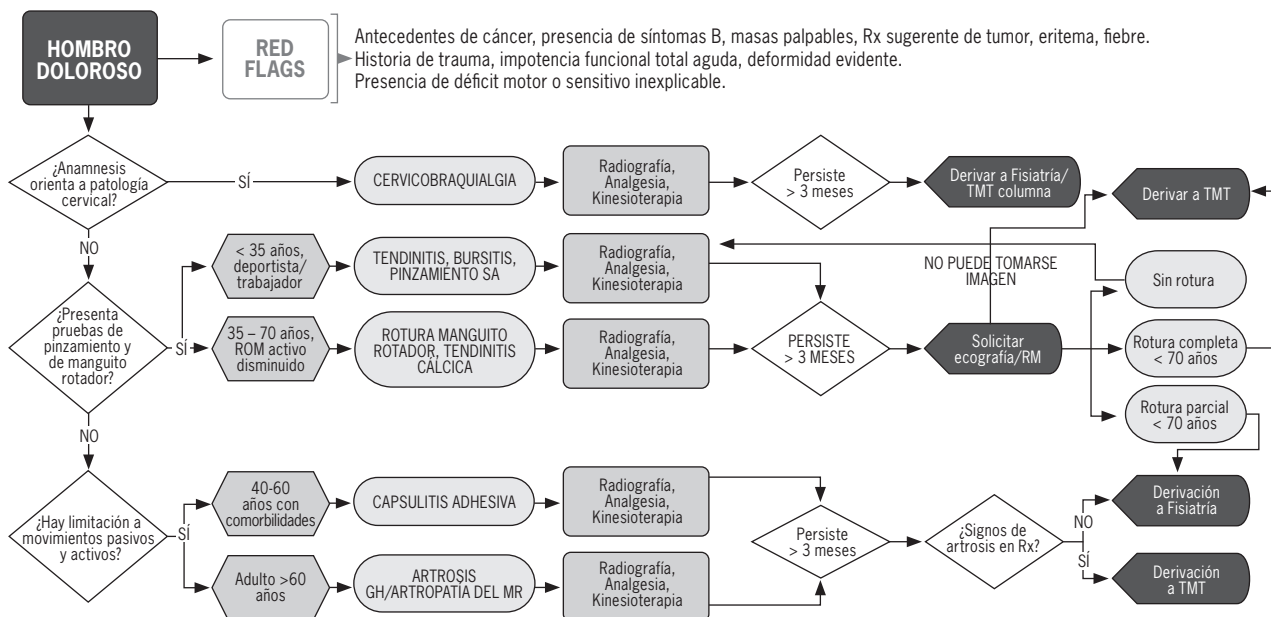 HOMBRO
DOLOROSO
RED
FLAGS
Antecedentes de cáncer, presencia de síntomas B, masas palpables, Rx sugerente de tumor, eritema, fiebre.
Historia de trauma, impotencia funcional total aguda, deformidad evidente.
Presencia de déficit motor o sensitivo inexplicable.
¿Anamnesis
orienta a patología
cervical?
SÍ
CERVICOBRAQUIALGIA
Radiografía,
Analgesia,
Kinesioterapia
Persiste
> 3 meses
Derivar a Fisiatría/
TMT columna
Derivar a TMT
NO
¿Presenta
pruebas de
pinzamiento y
de manguito
rotador?
SÍ
< 35 años,
deportista/
trabajador
TENDINITIS, BURSITIS,
PINZAMIENTO SA
Radiografía,
Analgesia,
Kinesioterapia
35 – 70 años,
ROM activo
disminuido
ROTURA MANGUITO
ROTADOR, TENDINITIS
CÁLCICA
Radiografía,
Analgesia,
Kinesioterapia
PERSISTE
> 3 MESES
NO PUEDE TOMARSE
IMAGEN
Solicitar
ecografía/RM
Sin rotura
Rotura completa
< 70 años
Rotura parcial
< 70 años
NO
¿Hay limitación a
movimientos pasivos
y activos?
SÍ
40-60
años con
comorbilidades
CAPSULITIS ADHESIVA
Radiografía,
Analgesia,
Kinesioterapia
Adulto >60
años
ARTROSIS
GH/ARTROPATÍA DEL MR
Radiografía,
Analgesia,
Kinesioterapia
Persiste
> 3 meses
¿Signos de
artrosis en Rx?
NO
Derivación
a Fisiatría
SÍ
Derivación
a TMT